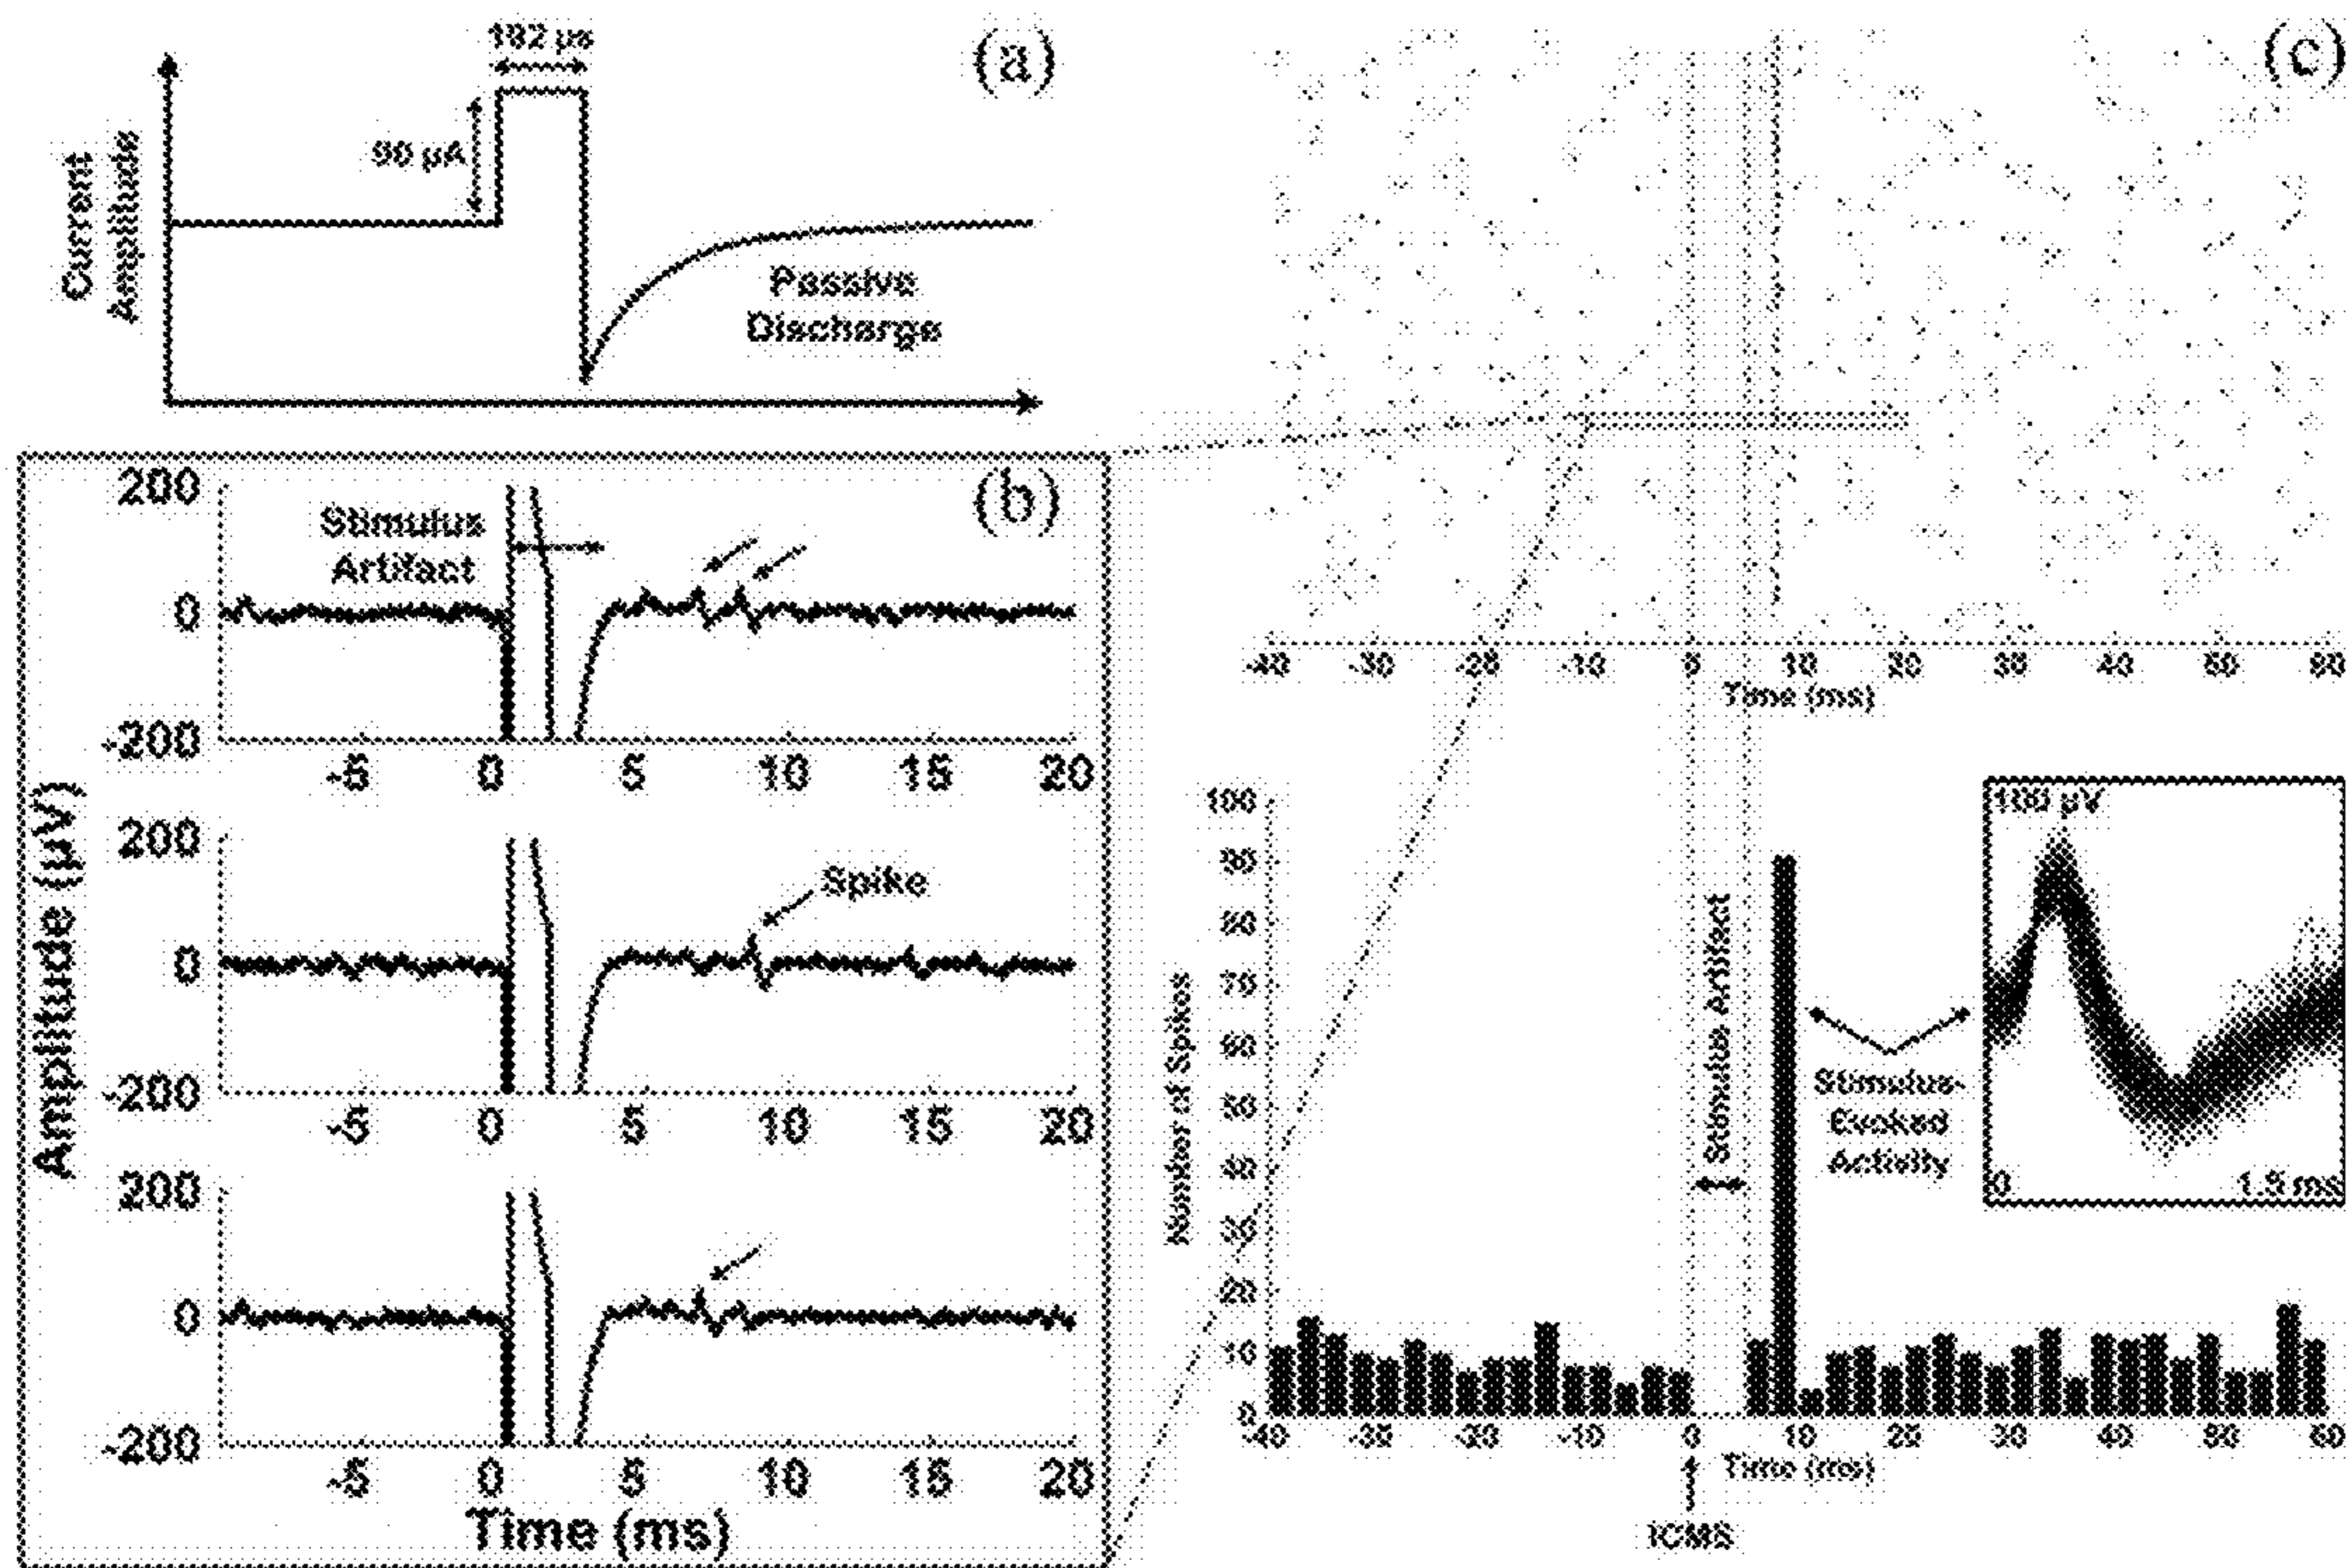 (a)
192 µs
90 µA
Current
Amplitude
Passive
Discharge
(b)
Amplitude (µV)
200
0
-200
Stimulus
Artifact
-5 0 5 10 15 20
200
0
-200
Spike
-5 0 5 10 15 20
200
0
-200
-5 0 5 10 15 20
Time (ms)
(c)
-40 -30 -20 -10 0 10 20 30 40 50 60
Time (ms)
Number of Spikes
100
90
80
70
60
50
40
30
20
10
0
Stimulus Artifact
Stimulus-
Evoked
Activity
100 µV
0
ms
-40 -30 -20 -10 0 10 20 30 40 50 60
Time (ms)
ICMS